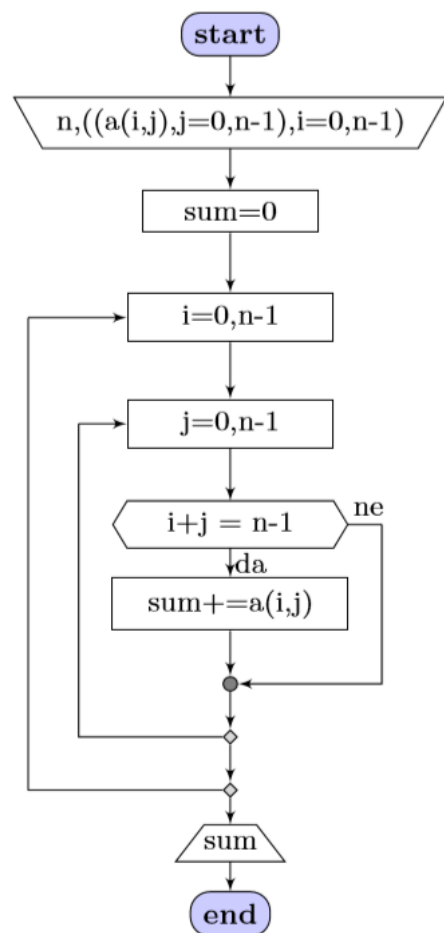 start
n,((a(i,j),j=0,n-1),i=0,n-1)
sum=0
i=0,n-1
j=0,n-1
i+j = n-1
ne
da
sum+=a(i,j)
sum
end